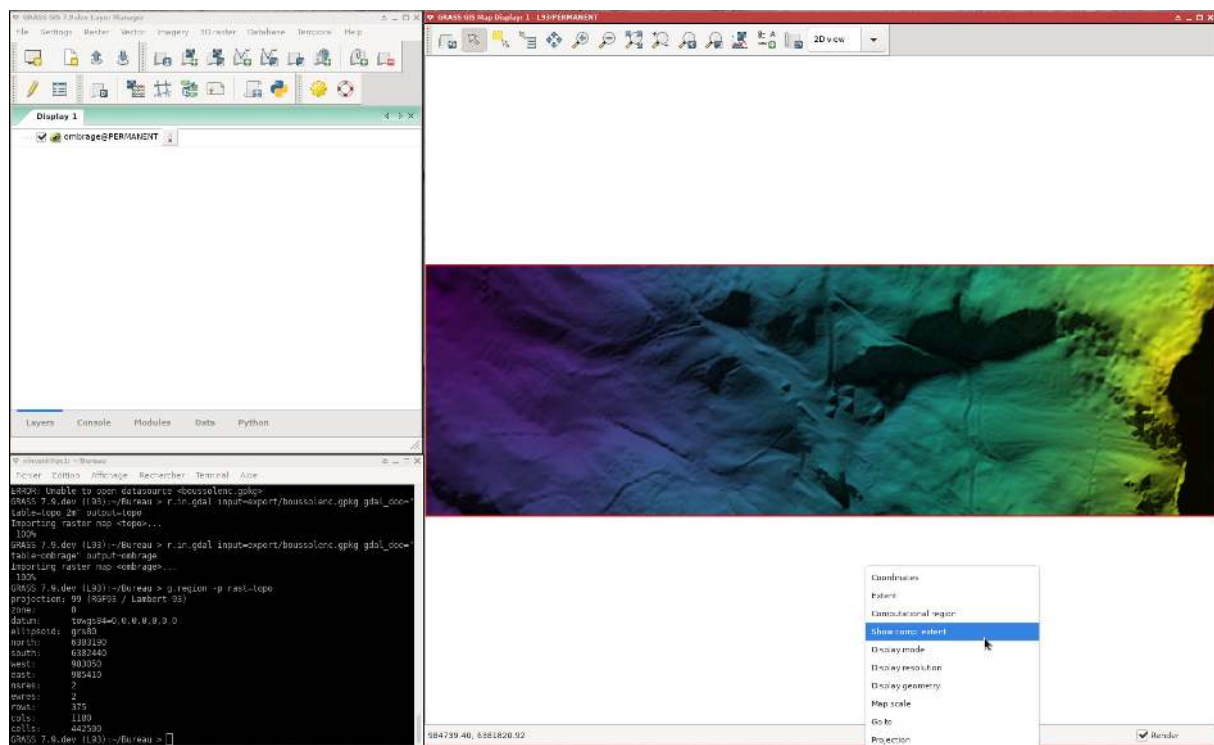 GRASS GIS 7.9.dev Layer Manager
File Settings Raster Vector Imagery 3D raster Database Temporal Help
Display 1
ombrage@PERMANENT
Layers Console Modules Data Python
Fichier Édition Affichage Rechercher Terminal Aide
ERROR: Unable to open datasource <boussolenc.gpkg>
GRASS 7.9.dev (L93):~/Bureau > r.in.gdal input=export/boussolenc.gpkg gdal_doo="
table=topo 2m" output=topo
Importing raster map <topo>...
100%
GRASS 7.9.dev (L93):~/Bureau > r.in.gdal input=export/boussolenc.gpkg gdal_doo="
table=ombrage" output=ombrage
Importing raster map <ombrage>...
100%
GRASS 7.9.dev (L93):~/Bureau > g.region -p rast=topo
projection: 99 (RGF93 / Lambert 93)
zone: 0
datum: towgs84=0,0,0,0,0,0,0
ellipsoid: grs80
north: 6383190
south: 6382440
west: 983050
east: 985410
nsres: 2
ewres: 2
rows: 375
cols: 1180
cells: 442500
GRASS 7.9.dev (L93):~/Bureau >
GRASS GIS Map Display: 1 - L93/PERMANENT
2D view
Coordinates
Extent
Computational region
Show comp. extent
Display mode
Display resolution
Display geometry
Map scale
Go to
Projection
984739.40, 6381820.92
Render